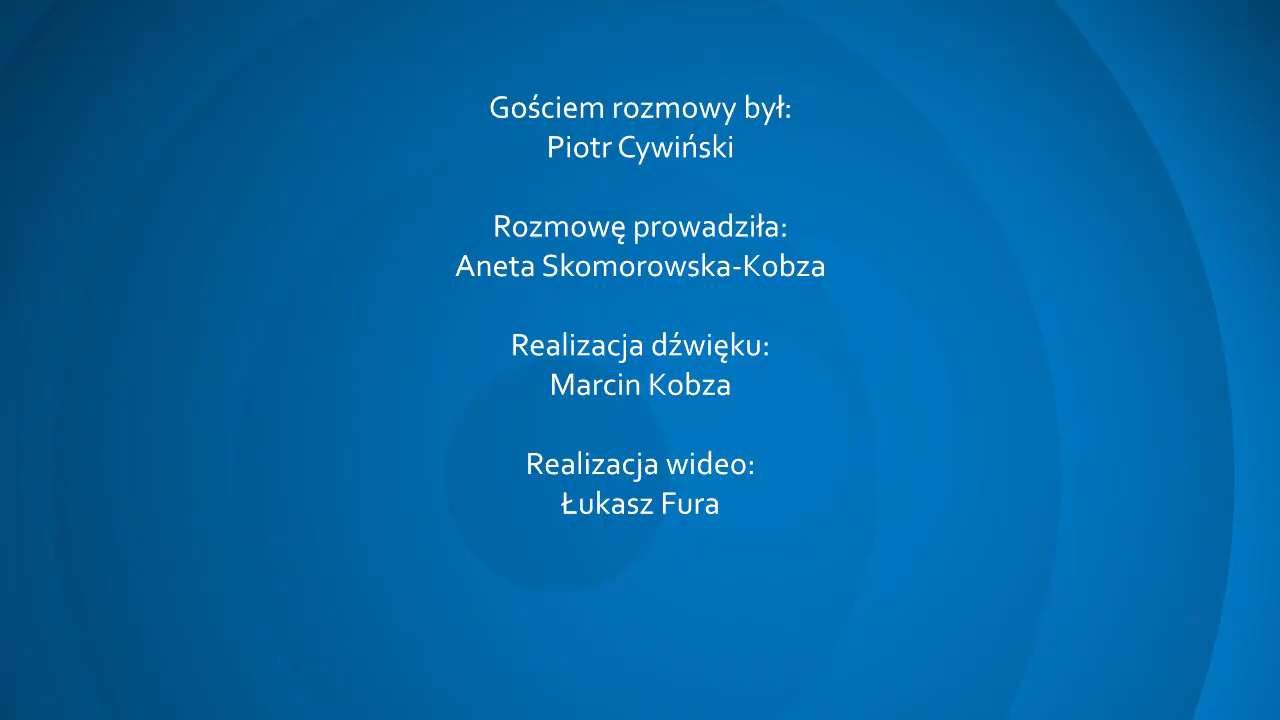 Gościem rozmowy był:
Piotr Cywiński
Rozmowę prowadziła:
Aneta Skomorowska-Kobza
Realizacja dźwięku:
Marcin Kobza
Realizacja wideo:
Łukasz Fura